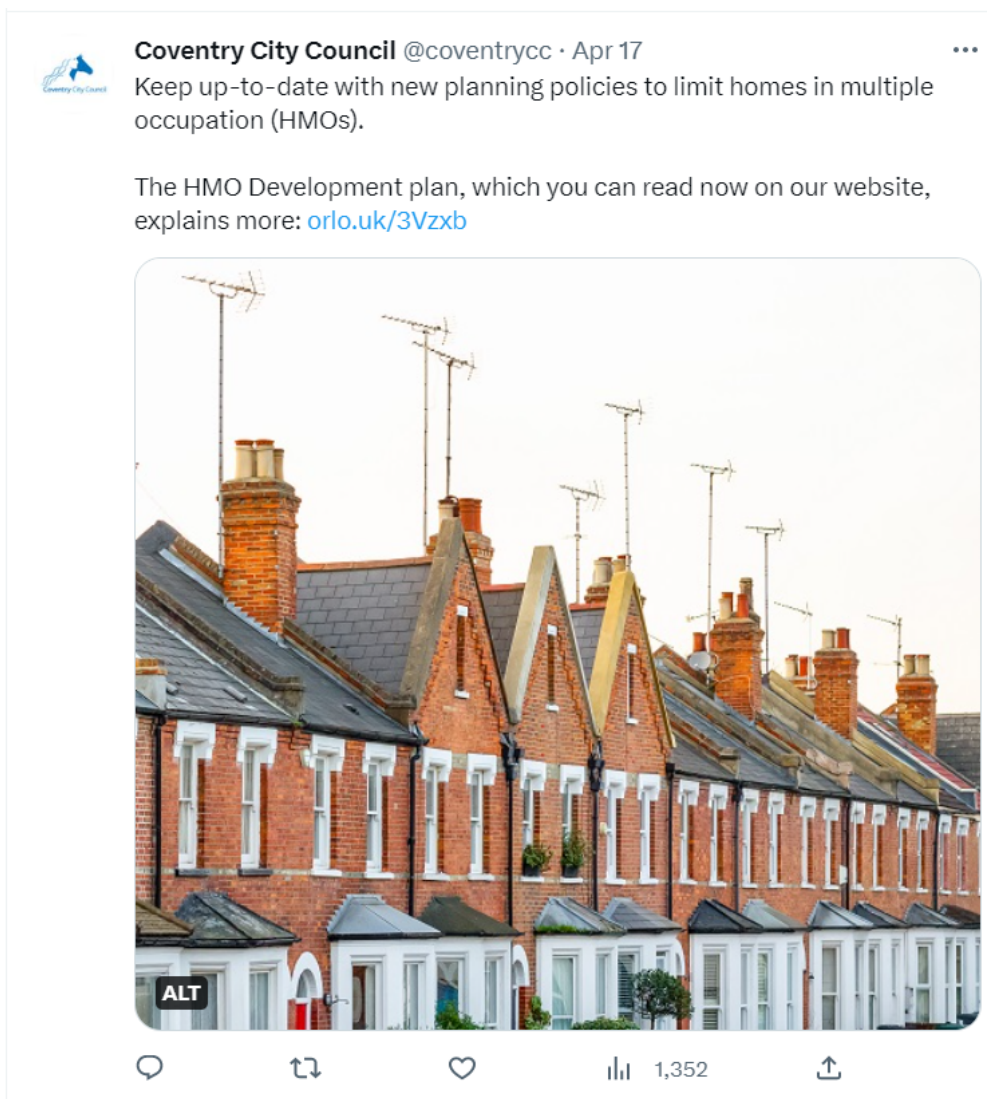 Coventry City Council @coventrycc · Apr 17
Keep up-to-date with new planning policies to limit homes in multiple
occupation (HMOs).
The HMO Development plan, which you can read now on our website,
explains more: orlo.uk/3Vzxb
Coventry City Council
ALT
1,352